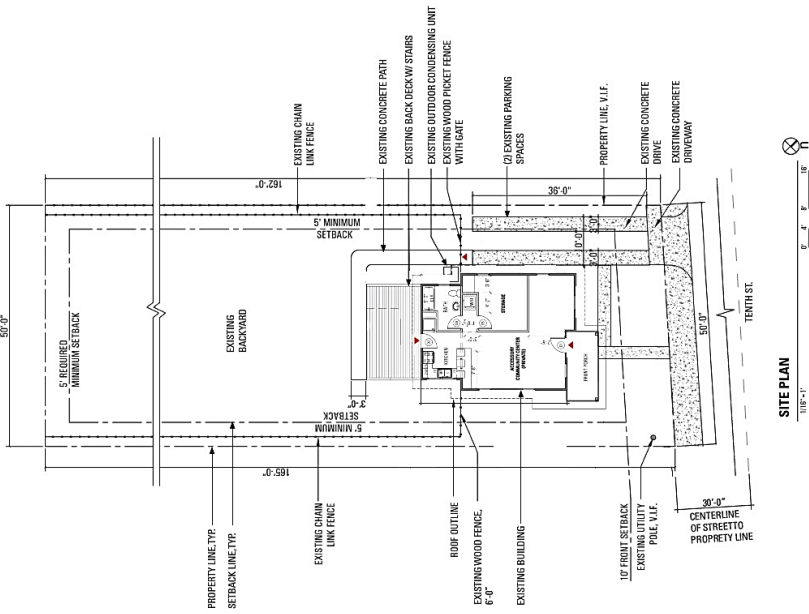 EXISTING CHAIN
LINK FENCE
EXISTING CONCRETE PATH
EXISTING BACK DECK W/ STAIRS
EXISTING OUTDOOR CONDENSING UNIT
EXISTING WOOD PICKET FENCE
WITH GATE
(2) EXISTING PARKING
SPACES
PROPERTY LINE, V.I.F.
EXISTING CONCRETE
DRIVE
EXISTING CONCRETE
DRIVEWAY
162'-0"
36'-0"
5' MINIMUM
SETBACK
50'-0"
5' REQUIRED
MINIMUM SETBACK
EXISTING
BACKYARD
BATH
STORAGE
KITCHEN
ACCESSORY
COMMUNITY CENTER
(PRIVATE)
FRONT PORCH
3'-0"
5' MINIMUM
SETBACK
165'-0"
50'-0"
TENTH ST.
n
0' 4' 8' 16'
SITE PLAN
1/16"=1'
PROPERTY LINE, TYP.
SETBACK LINE, TYP.
EXISTING CHAIN
LINK FENCE
ROOF OUTLINE
EXISTING WOOD FENCE,
6'-0"
EXISTING BUILDING
10' FRONT SETBACK
EXISTING UTILITY
POLE, V.I.F.
30'-0"
CENTERLINE
OF STREETTO
PROPRETY LINE